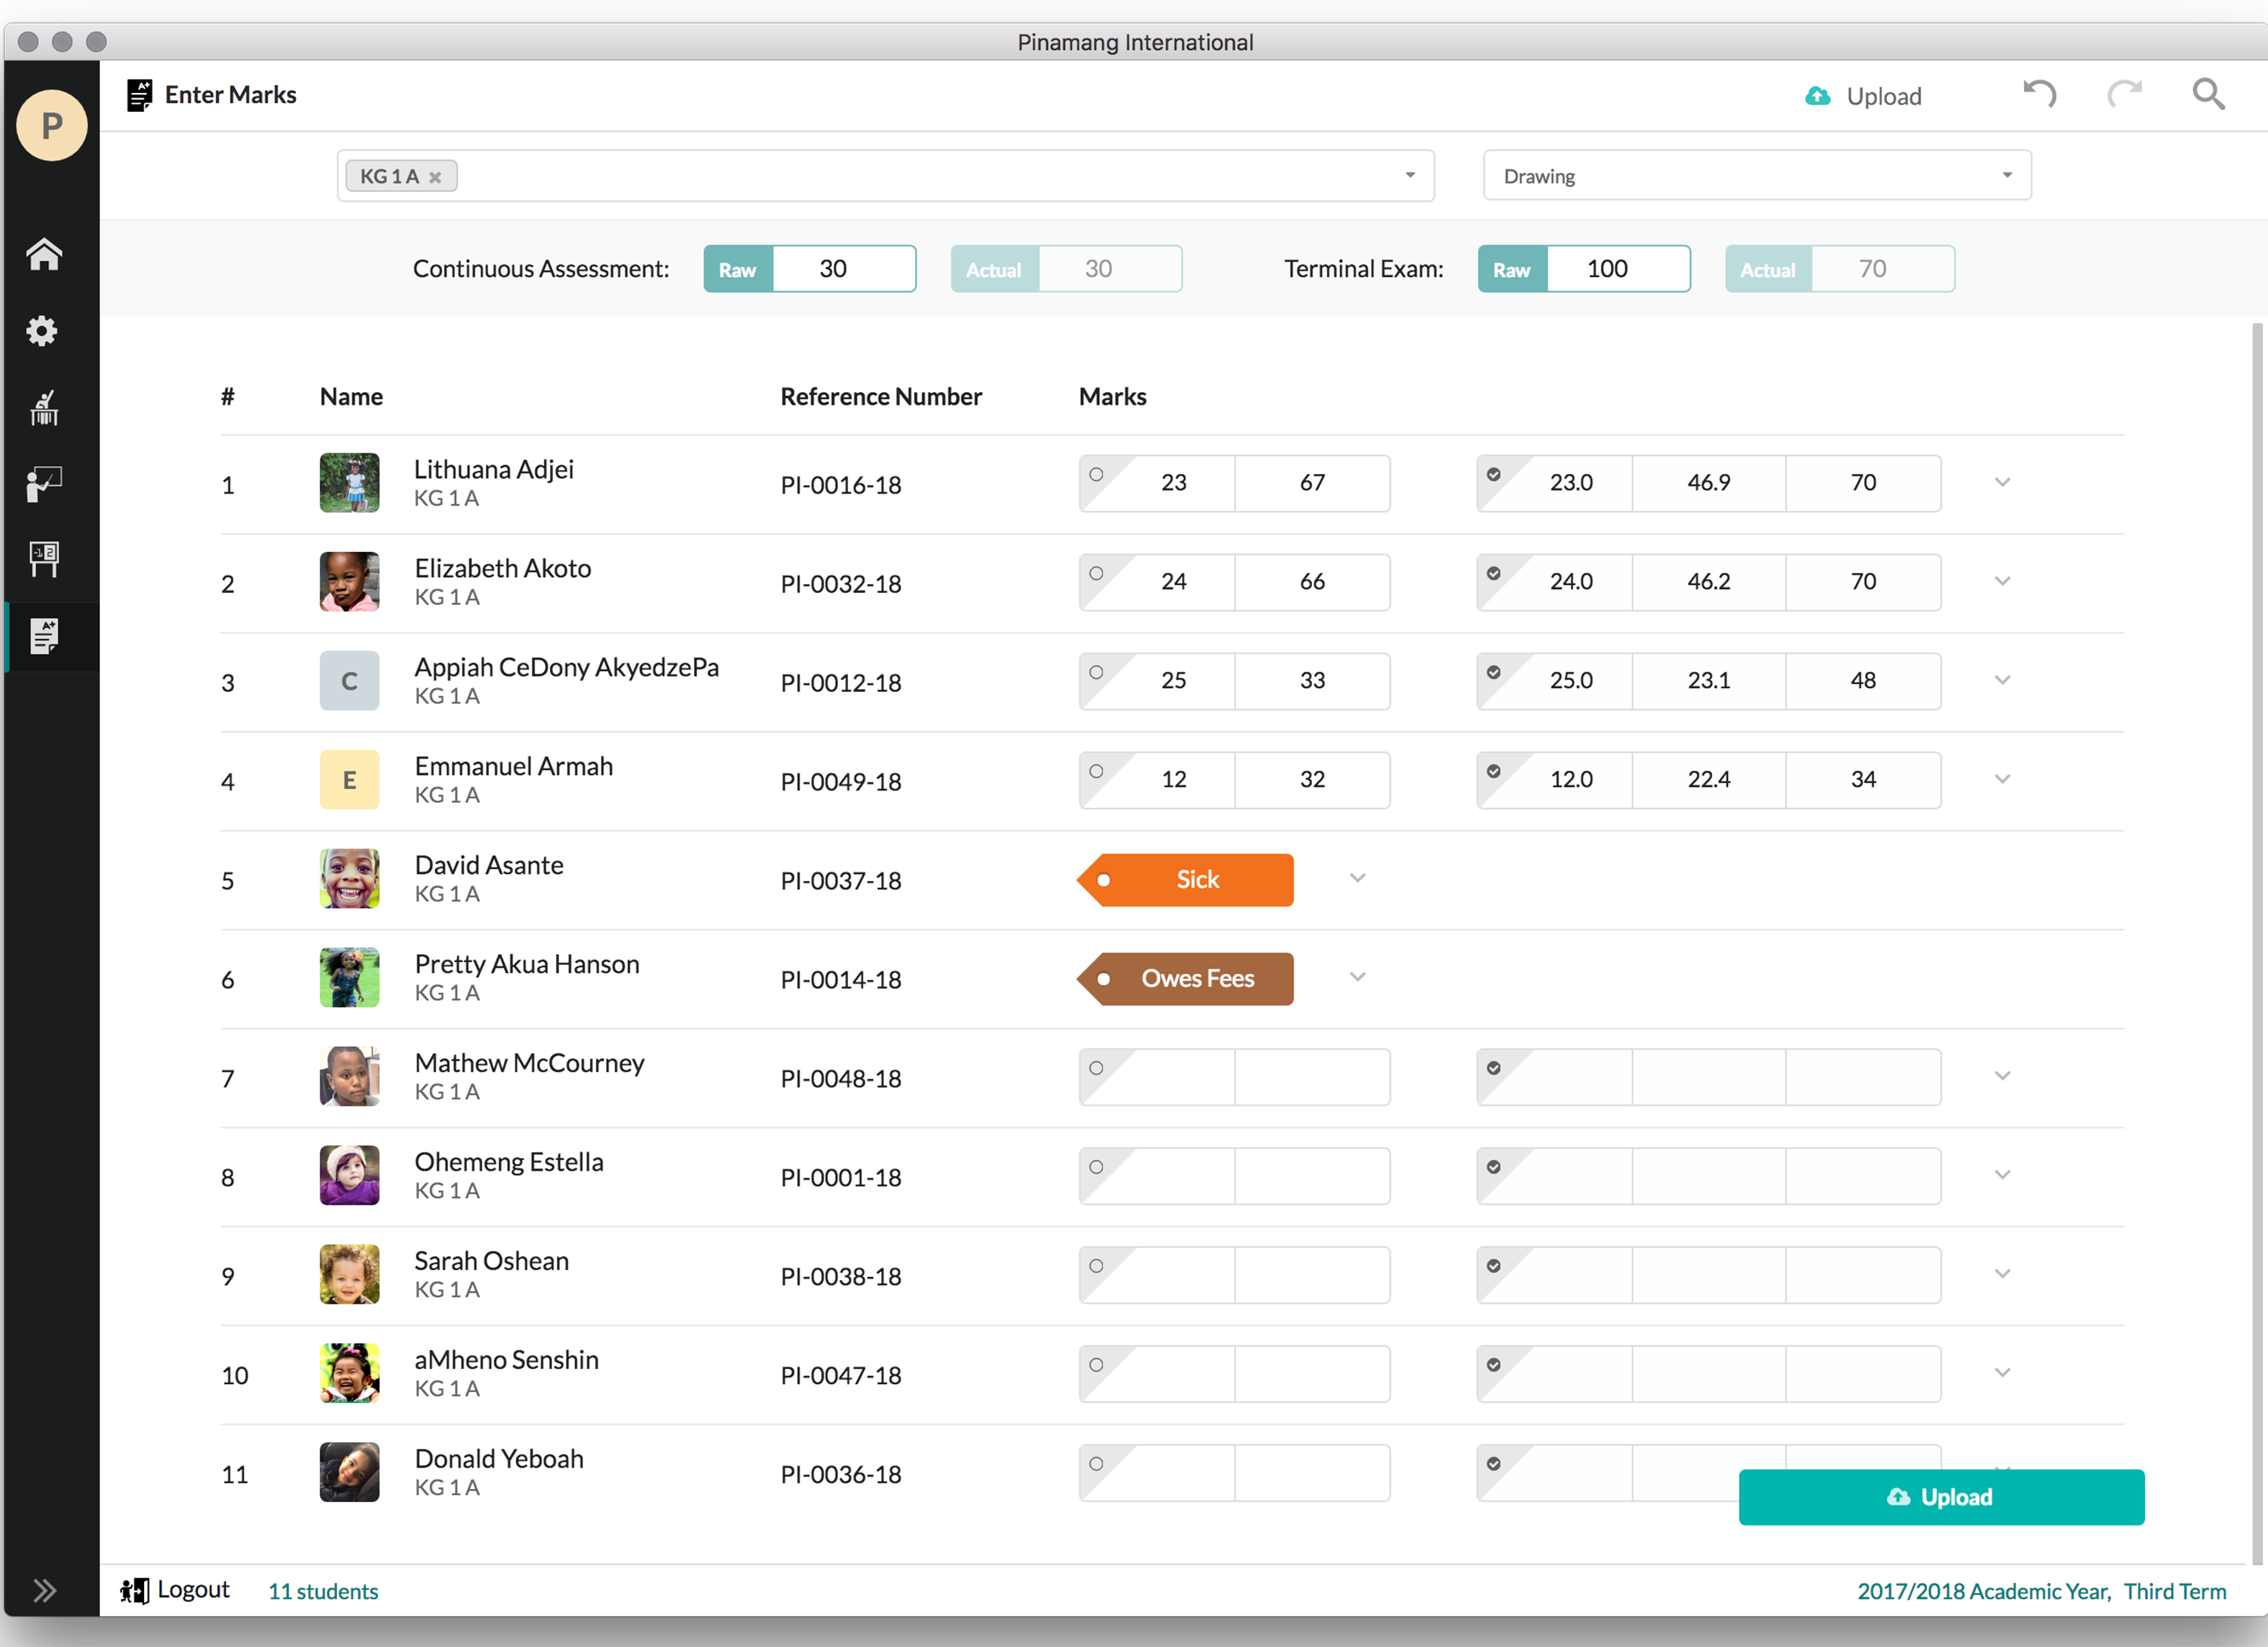 Pinamang International
P
Enter Marks
Upload
KG 1 A
Drawing
Continuous Assessment: Raw 30 Actual 30 Terminal Exam: Raw 100 Actual 70
# Name Reference Number Marks
1 Lithuana Adjei PI-0016-18 23 67 23.0 46.9 70
KG 1 A
2 Elizabeth Akoto PI-0032-18 24 66 24.0 46.2 70
KG 1 A
3 C Appiah CeDony AkyedzePa PI-0012-18 25 33 25.0 23.1 48
KG 1 A
4 E Emmanuel Armah PI-0049-18 12 32 12.0 22.4 34
KG 1 A
5 David Asante PI-0037-18 Sick
KG 1 A
6 Pretty Akua Hanson PI-0014-18 Owes Fees
KG 1 A
7 Mathew McCourney PI-0048-18
KG 1 A
8 Ohemeng Estella PI-0001-18
KG 1 A
9 Sarah Oshean PI-0038-18
KG 1 A
10 aMheno Senshin PI-0047-18
KG 1 A
11 Donald Yeboah PI-0036-18
KG 1 A
Upload
Logout 11 students 2017/2018 Academic Year, Third Term